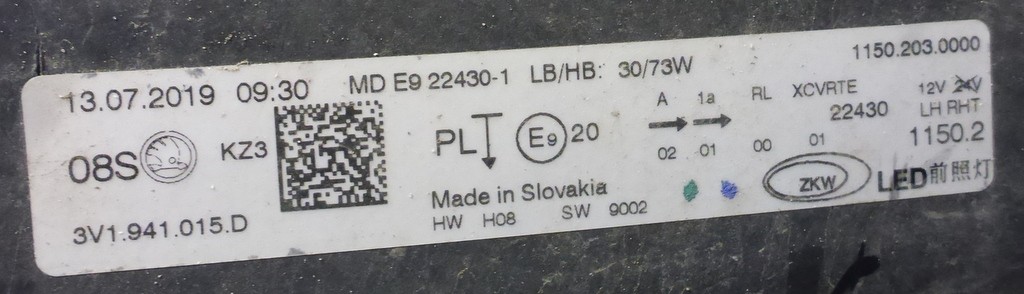 13.07.2019 09:30 MD E9 22430-1 LB/HB: 30/73W 1150.203.0000
08S KZ3 PL E9 20 A 1a RL XCVRTE 12V 24V
22430 LH RHT
02 01 00 01 1150.2
Made in Slovakia ZKW LED前照灯
3V1.941.015.D HW H08 SW 9002